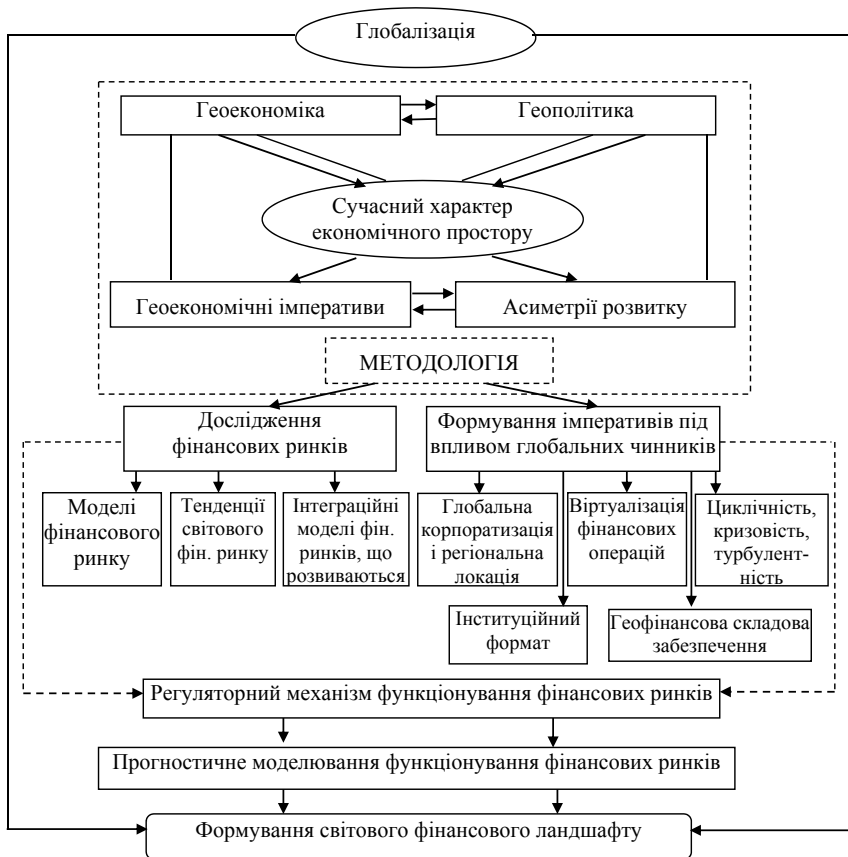 Глобалізація
Геоекономіка
Геополітика
Сучасний характер
економічного простору
Геоекономічні імперативи
Асиметрії розвитку
МЕТОДОЛОГІЯ
Дослідження
фінансових ринків
Формування імперативів під
впливом глобальних чинників
Моделі
фінансового
ринку
Тенденції
світового
фін. ринку
Інтеграційні
моделі фін.
ринків, що
розвиваються
Глобальна
корпоратизація
і регіональна
локація
Віртуалізація
фінансових
операцій
Циклічність,
кризовість,
турбулент-
ність
Інституційний
формат
Геофінансова складова
забезпечення
Регуляторний механізм функціонування фінансових ринків
Прогностичне моделювання функціонування фінансових ринків
Формування світового фінансового ландшафту